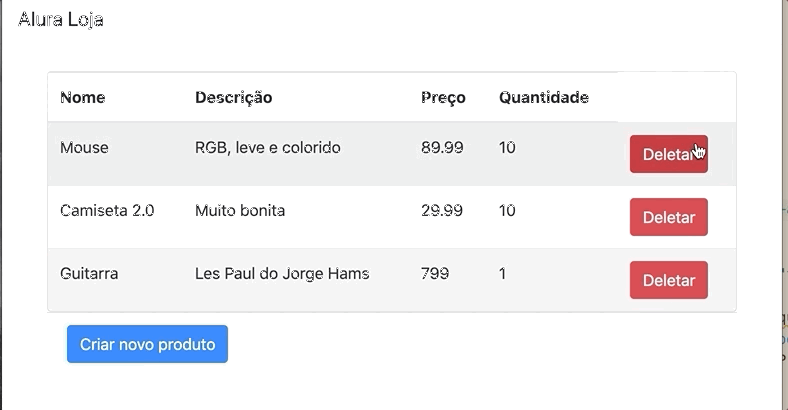 Alura Loja
Nome Descrição Preço Quantidade
Mouse RGB, leve e colorido 89.99 10 Deletar
Camiseta 2.0 Muito bonita 29.99 10 Deletar
Guitarra Les Paul do Jorge Hams 799 1 Deletar
Criar novo produto